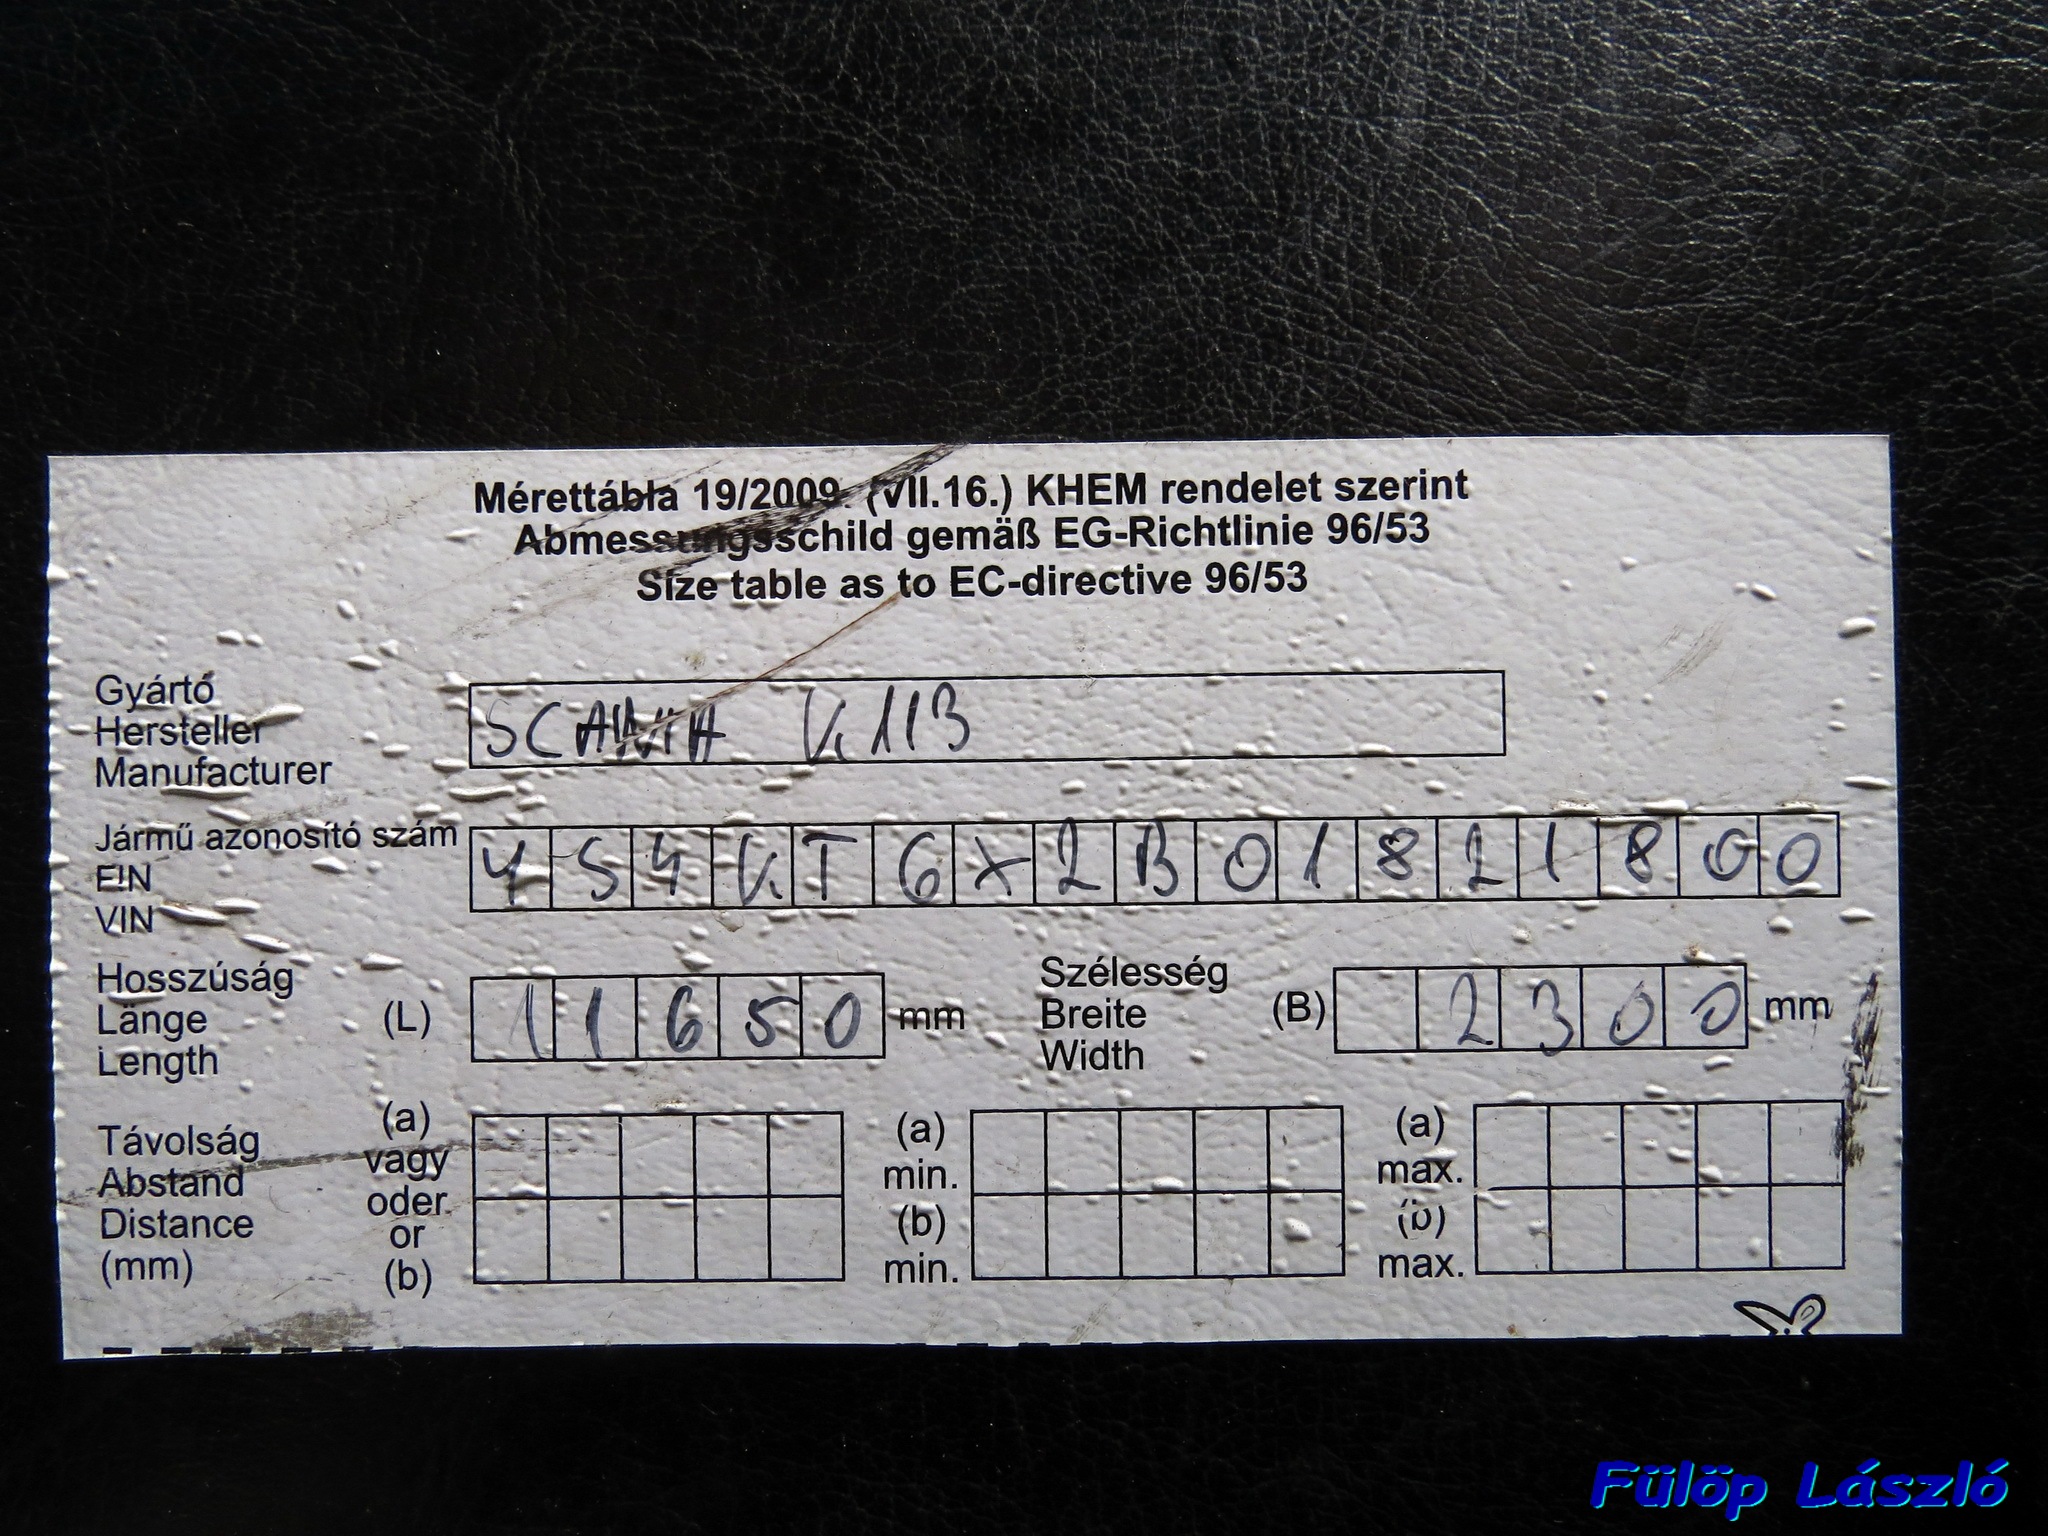 Mérettábla 19/2009. (VII.16.) KHEM rendelet szerint
Abmessungsschild gemäß EG-Richtlinie 96/53
Size table as to EC-directive 96/53
Gyártó
Hersteller
Manufacturer
SCANIA K113
Jármű azonosító szám
FIN
VIN
YS4KT6X2B01821800
Hosszúság
Länge
Length
(L) 11650 mm
Szélesség
Breite
Width
(B) 2300 mm
Távolság
Abstand
Distance
(mm)
(a)
vagy
oder
or
(b)
(a)
min.
(b)
min.
(a)
max.
(b)
max.
Fülöp László